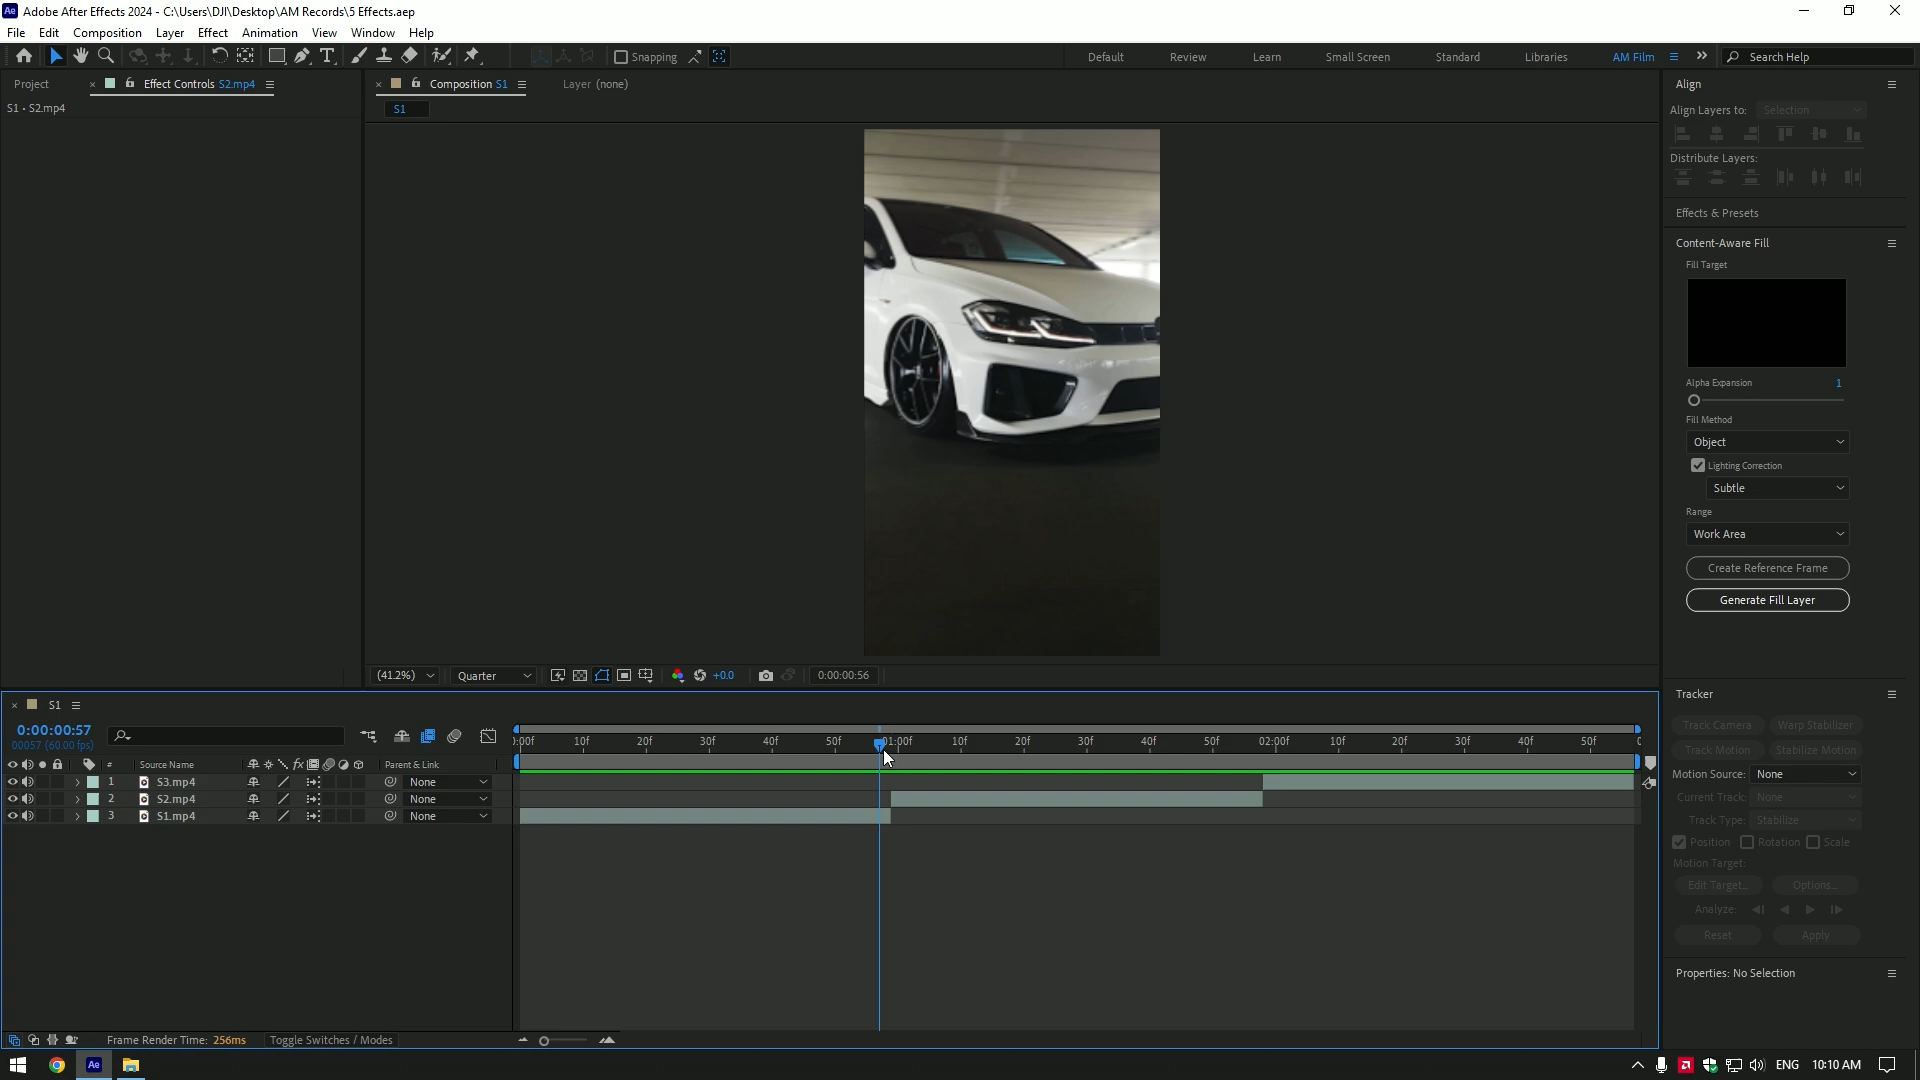 Adobe After Effects 2024 - C:\Users\DJI\Desktop\AM Records\5 Effects.aep
File Edit Composition Layer Effect Animation View Window Help
Snapping
Default Review Learn Small Screen Standard Libraries AM Film
Search Help
Project
Effect Controls S2.mp4
S1 • S2.mp4
Composition S1
Layer (none)
S1
(41.2%)
Quarter
+0.0
0:00:00:56
Align
Align Layers to: Selection
Distribute Layers:
Effects & Presets
Content-Aware Fill
Fill Target
Alpha Expansion 1
Fill Method
Object
Lighting Correction
Subtle
Range
Work Area
Create Reference Frame
Generate Fill Layer
Tracker
Track Camera Warp Stabilizer
Track Motion Stabilize Motion
Motion Source: None
Current Track: None
Track Type: Stabilize
Position Rotation Scale
Motion Target:
Edit Target... Options...
Analyze:
Reset Apply
Properties: No Selection
S1
0:00:00:57
00057 (60.00 fps)
):00f 10f 20f 30f 40f 50f 01:00f 10f 20f 30f 40f 50f 02:00f 10f 20f 30f 40f 50f 0
# Source Name fx Parent & Link
1 S3.mp4 None
2 S2.mp4 None
3 S1.mp4 None
Frame Render Time: 256ms
Toggle Switches / Modes
Ae
ENG 10:10 AM